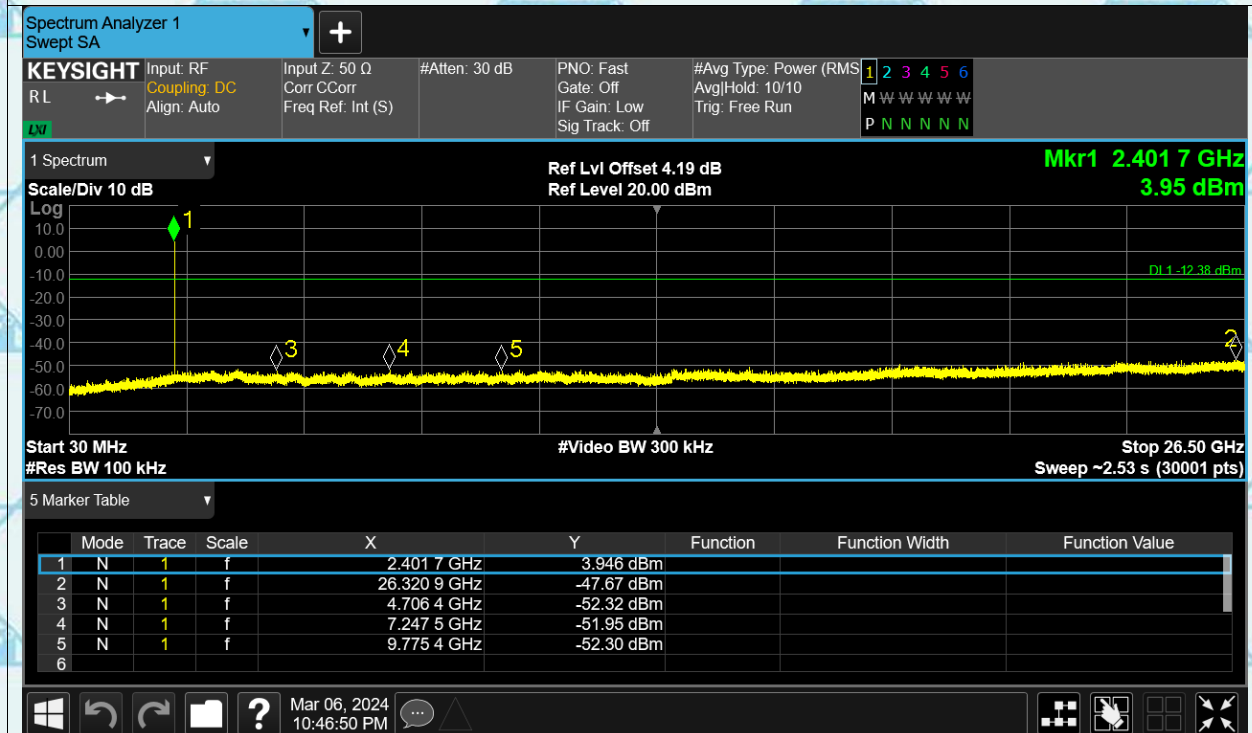 Spectrum Analyzer 1
Swept SA
+
KEYSIGHT Input: RF Input Z: 50 Ω #Atten: 30 dB PNO: Fast #Avg Type: Power (RMS 1 2 3 4 5 6
R L Coupling: DC Corr CCorr Gate: Off Avg|Hold: 10/10 M W W W W W
Align: Auto Freq Ref: Int (S) IF Gain: Low Trig: Free Run
LXI Sig Track: Off P N N N N N
1 Spectrum Ref Lvl Offset 4.19 dB Mkr1 2.401 7 GHz
Scale/Div 10 dB Ref Level 20.00 dBm 3.95 dBm
Log
1
10.0
0.00
-10.0 DL1 -12.38 dBm
-20.0
-30.0
-40.0 3 4 5 2
-50.0
-60.0
-70.0
Start 30 MHz #Video BW 300 kHz Stop 26.50 GHz
#Res BW 100 kHz Sweep ~2.53 s (30001 pts)
5 Marker Table
Mode Trace Scale X Y Function Function Width Function Value
1 N 1 f 2.401 7 GHz 3.946 dBm
2 N 1 f 26.320 9 GHz -47.67 dBm
3 N 1 f 4.706 4 GHz -52.32 dBm
4 N 1 f 7.247 5 GHz -51.95 dBm
5 N 1 f 9.775 4 GHz -52.30 dBm
6
? Mar 06, 2024
10:46:50 PM